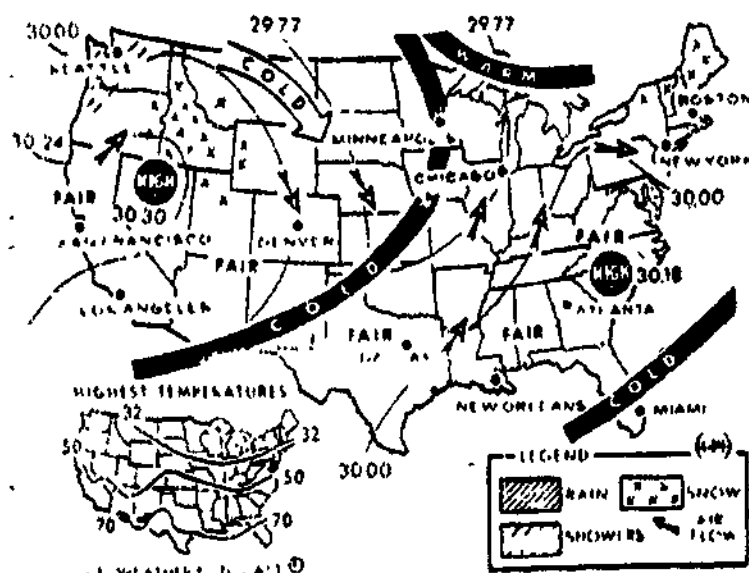 30.00
29.77
29.77
SEATTLE
COLD
WARM
BOSTON
MINNEAPOLIS
30.24
NEW YORK
CHICAGO
HIGH
FAIR
30.00
30.30
SAN FRANCISCO
DENVER
FAIR
FAIR
COLD
HIGH
30.18
LOS ANGELES
ATLANTA
FAIR
FAIR
COLD
HIGHEST TEMPERATURES
NEW ORLEANS
MIAMI
32
32
50
30.00
50
70
70
LEGEND
RAIN
SNOW
SHOWERS
AIR
FLOW